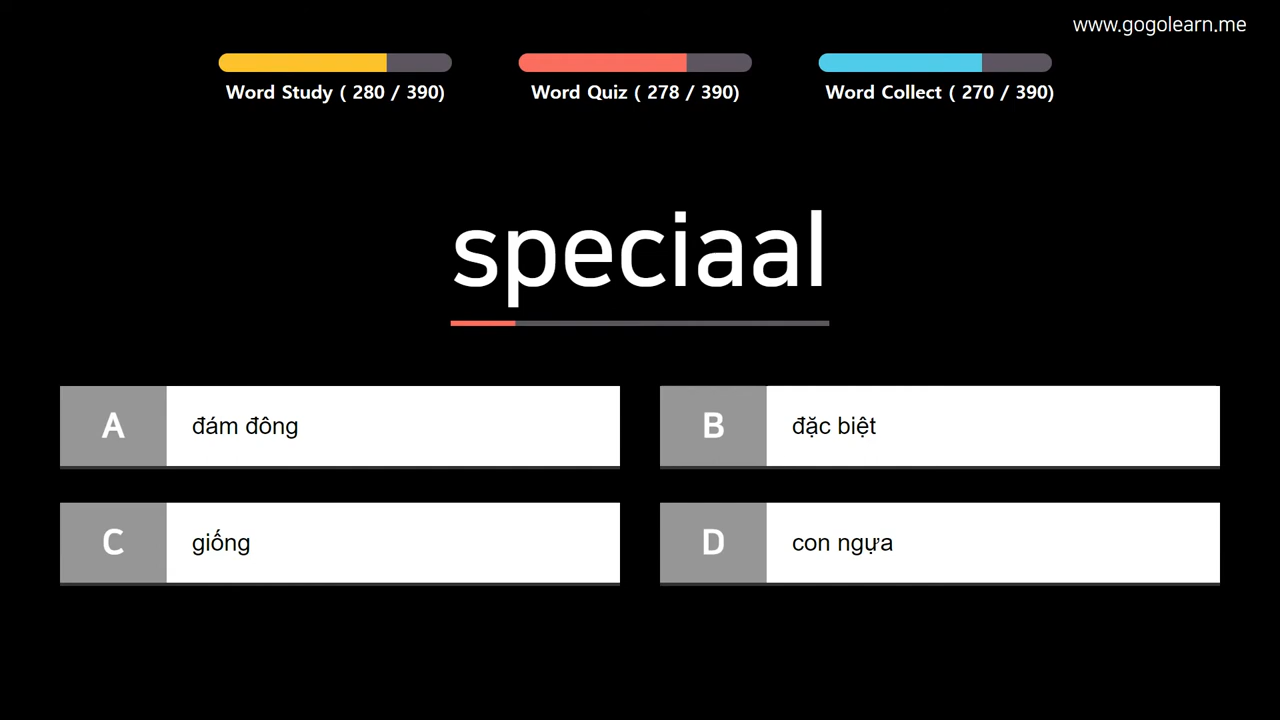 www.gogolearn.me
Word Study ( 280 / 390)
Word Quiz ( 278 / 390)
Word Collect ( 270 / 390)
speciaal
A đám đông
B đặc biệt
C giống
D con ngựa